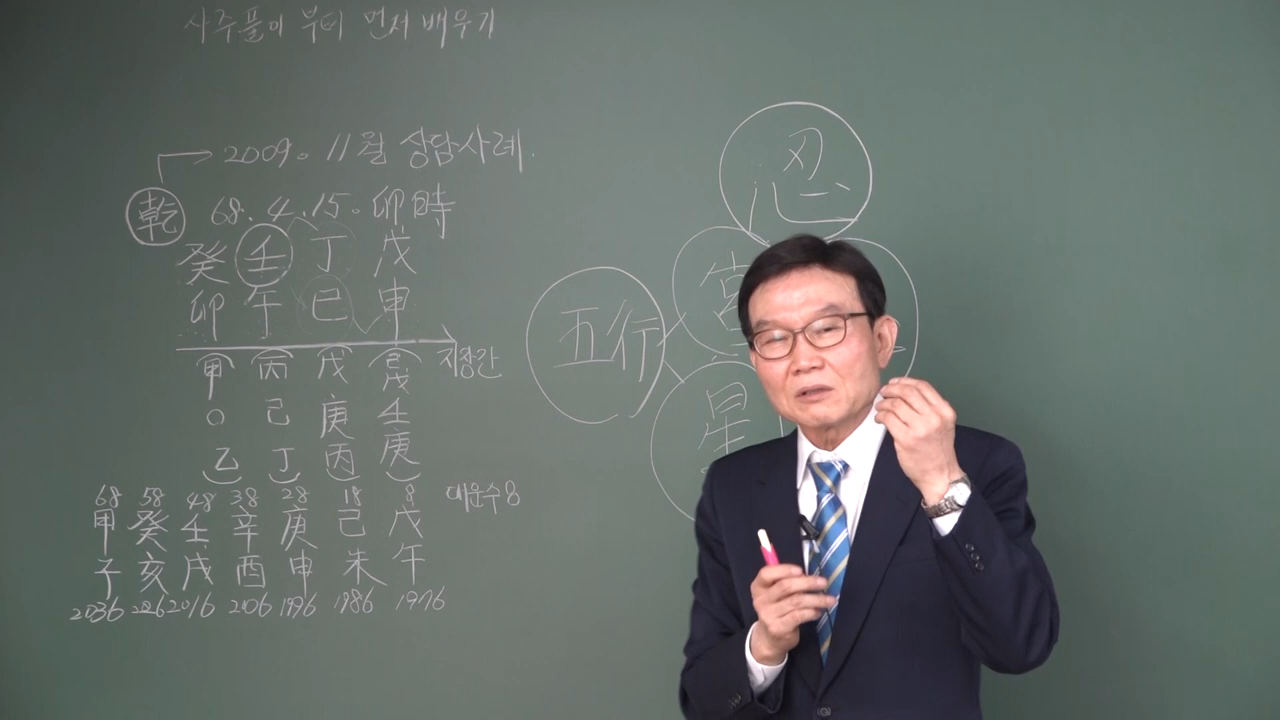 사주풀이 부터 먼저 배우기
2009. 11월 상담사례.
乾 68. 4. 15. 卯時
癸 壬 丁 戊
卯 午 巳 申
지장간
甲 丙 戊 己戊
○ 己 庚 壬
乙 丁 丙 庚
68 58 48 38 28 18 8 대운수8
甲 癸 壬 辛 庚 己 戊
子 亥 戌 酉 申 未 午
2036 2026 2016 2006 1996 1986 1976
忍
宮
五行
星